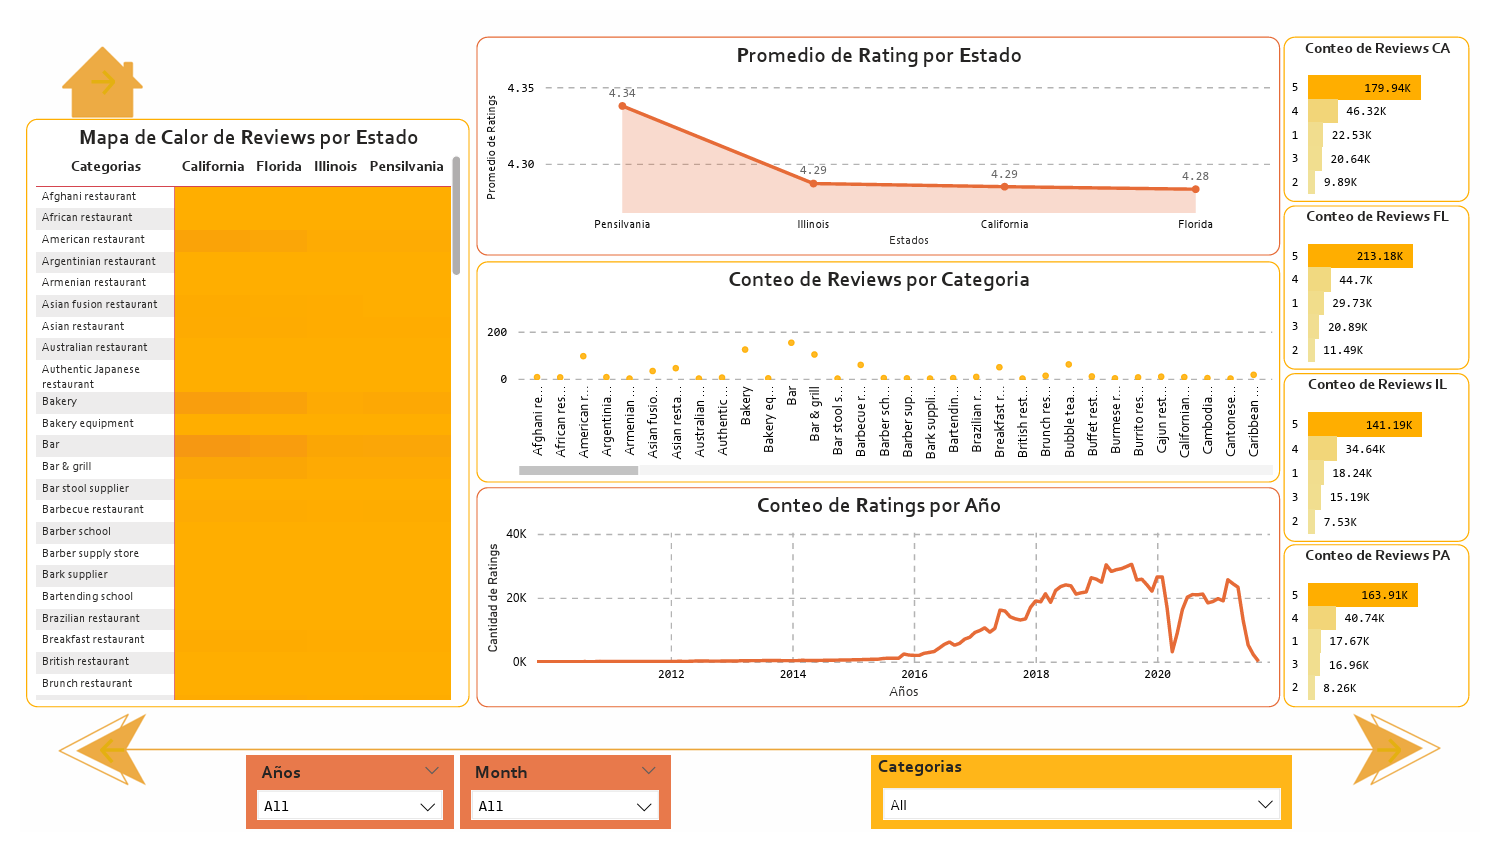 Mapa de Calor de Reviews por Estado
Categorias California Florida Illinois Pensilvania
Afghani restaurant
African restaurant
American restaurant
Argentinian restaurant
Armenian restaurant
Asian fusion restaurant
Asian restaurant
Australian restaurant
Authentic Japanese
restaurant
Bakery
Bakery equipment
Bar
Bar & grill
Bar stool supplier
Barbecue restaurant
Barber school
Barber supply store
Bark supplier
Bartending school
Brazilian restaurant
Breakfast restaurant
British restaurant
Brunch restaurant
Promedio de Rating por Estado
Promedio de Ratings
4.35
4.30
4.34
4.29
4.29
4.28
Pensilvania Illinois California Florida
Estados
Conteo de Reviews por Categoria
200
0
Afghani re...
African res...
American r...
Argentinia...
Armenian ...
Asian fusio...
Asian resta...
Australian ...
Authentic ...
Bakery
Bakery eq...
Bar
Bar & grill
Bar stool s...
Barbecue r...
Barber sch...
Barber sup...
Bark suppli...
Bartendin...
Brazilian r...
Breakfast r...
British rest...
Brunch res...
Bubble tea...
Buffet rest...
Burmese r...
Burrito res...
Cajun rest...
Californian...
Cambodia...
Cantonese...
Caribbean ...
Conteo de Ratings por Año
Cantidad de Ratings
40K
20K
0K
2012 2014 2016 2018 2020
Años
Conteo de Reviews CA
5 179.94K
4 46.32K
1 22.53K
3 20.64K
2 9.89K
Conteo de Reviews FL
5 213.18K
4 44.7K
1 29.73K
3 20.89K
2 11.49K
Conteo de Reviews IL
5 141.19K
4 34.64K
1 18.24K
3 15.19K
2 7.53K
Conteo de Reviews PA
5 163.91K
4 40.74K
1 17.67K
3 16.96K
2 8.26K
Años
All
Month
All
Categorias
All